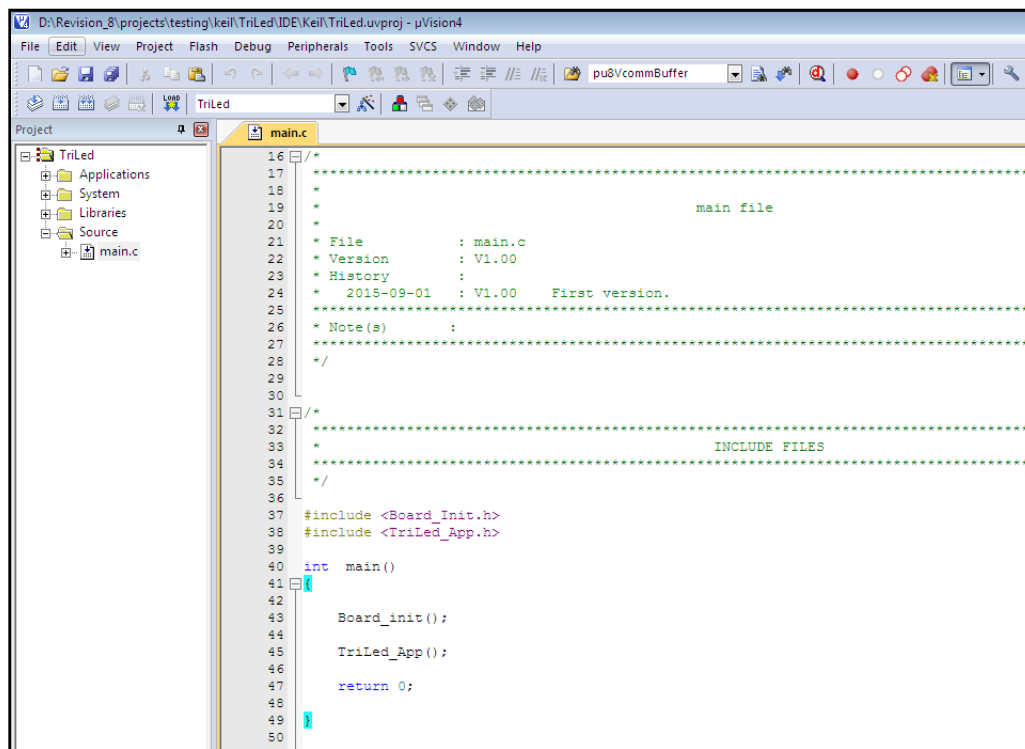 D:\Revision_8\projects\testing\keil\TriLed\IDE\Keil\TriLed.uvproj - µVision4
File Edit View Project Flash Debug Peripherals Tools SVCS Window Help
pu8VcommBuffer
LOAD TriLed
Project
main.c
TriLed
Applications
System
Libraries
Source
main.c
16 /*
17 ************************************************************************************
18 *
19 * main file
20 *
21 * File : main.c
22 * Version : V1.00
23 * History :
24 * 2015-09-01 : V1.00 First version.
25 ************************************************************************************
26 * Note(s) :
27 ************************************************************************************
28 */
29
30
31 /*
32 ************************************************************************************
33 * INCLUDE FILES
34 ************************************************************************************
35 */
36
37 #include <Board_Init.h>
38 #include <TriLed_App.h>
39
40 int main()
41 {
42
43 Board_init();
44
45 TriLed_App();
46
47 return 0;
48
49 }
50